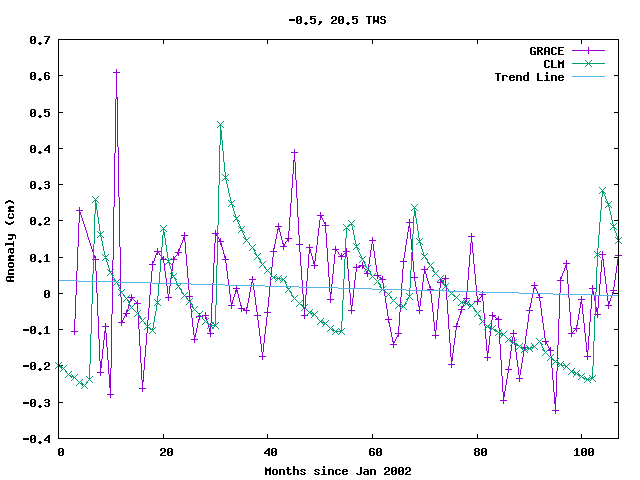 -0.5, 20.5 TWS
GRACE
CLM
Trend Line
Anomaly (cm)
0.7
0.6
0.5
0.4
0.3
0.2
0.1
0
-0.1
-0.2
-0.3
-0.4
0 20 40 60 80 100
Months since Jan 2002